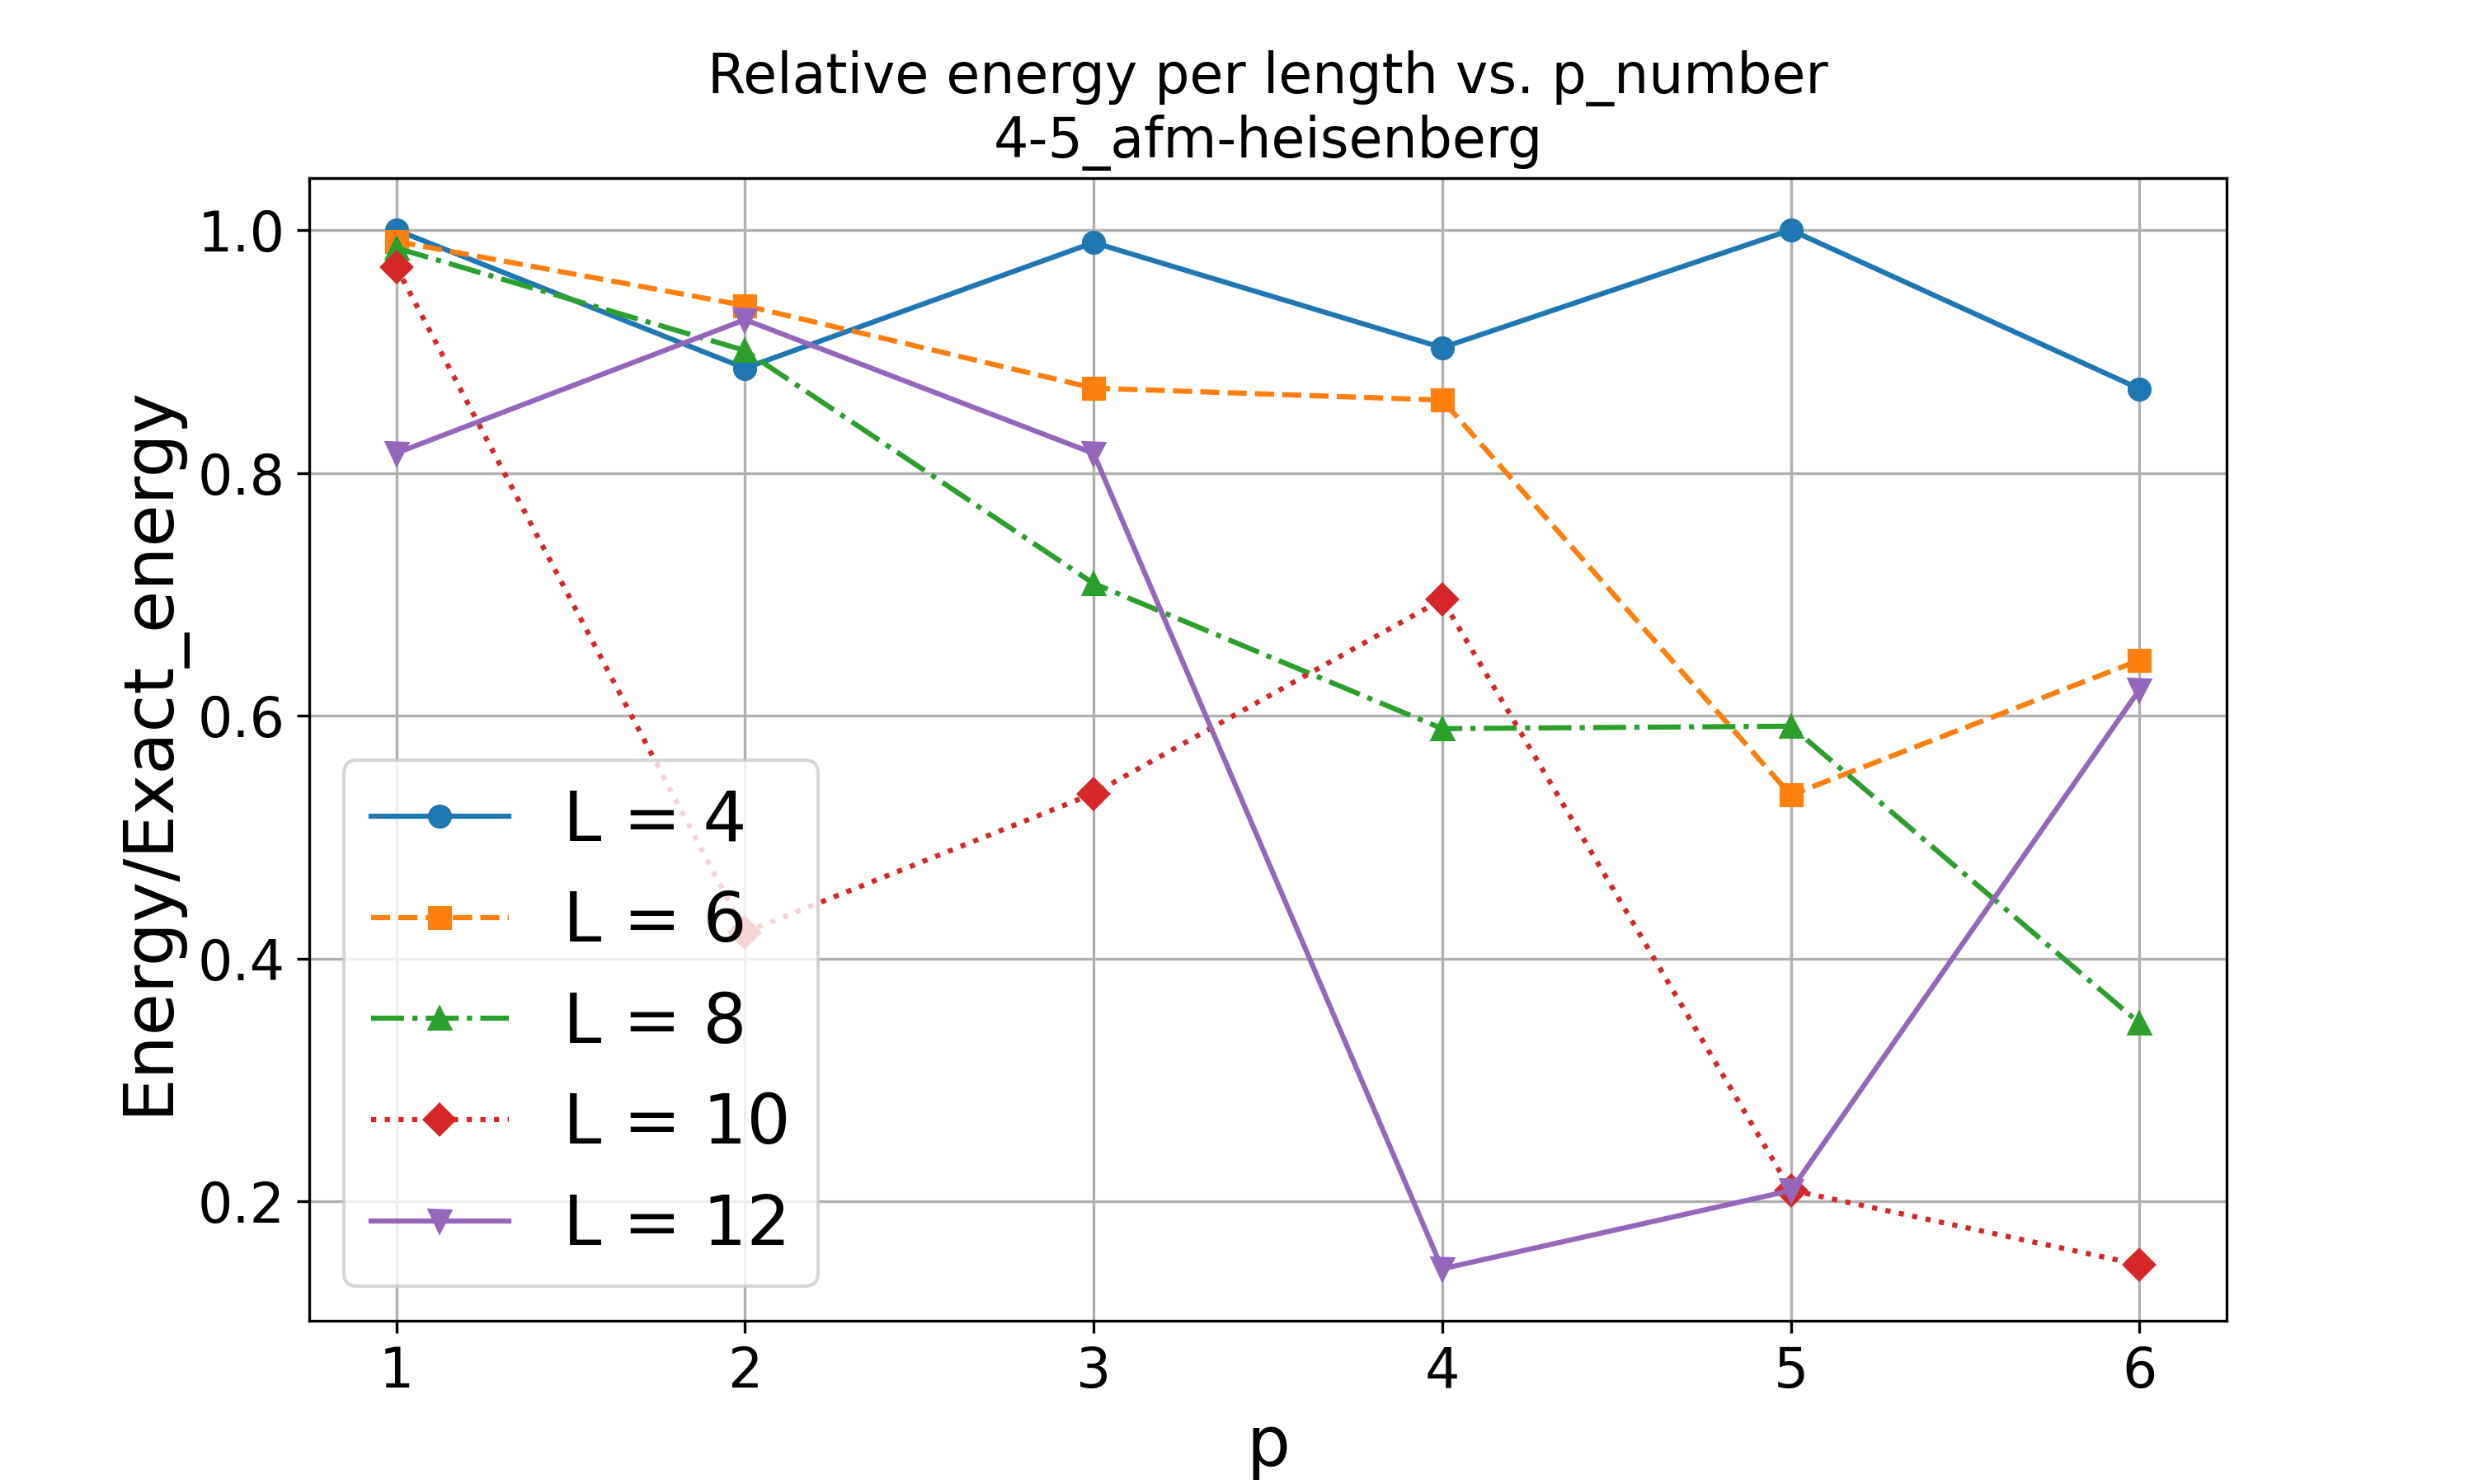 Relative energy per length vs. p_number
4-5_afm-heisenberg
Energy/Exact_energy
1.0
0.8
0.6
0.4
0.2
L = 4
L = 6
L = 8
L = 10
L = 12
1 2 3 4 5 6
p